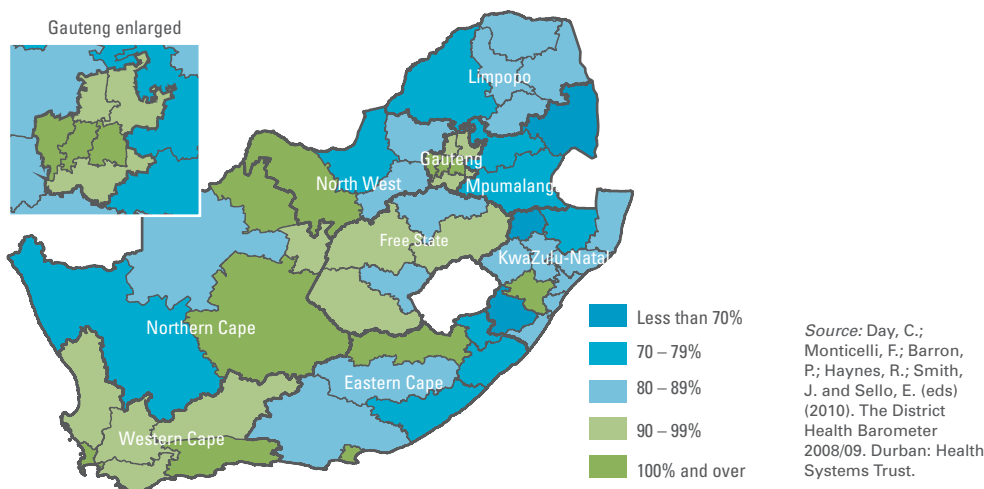 Gauteng enlarged
Limpopo
Gauteng
North West
Mpumalang
Free State
KwaZulu-Natal
Northern Cape
Eastern Cape
Western Cape
Less than 70%
70 – 79%
80 – 89%
90 – 99%
100% and over
Source: Day, C.;
Monticelli, F.; Barron,
P.; Haynes, R.; Smith,
J. and Sello, E. (eds)
(2010). The District
Health Barometer
2008/09. Durban: Health
Systems Trust.